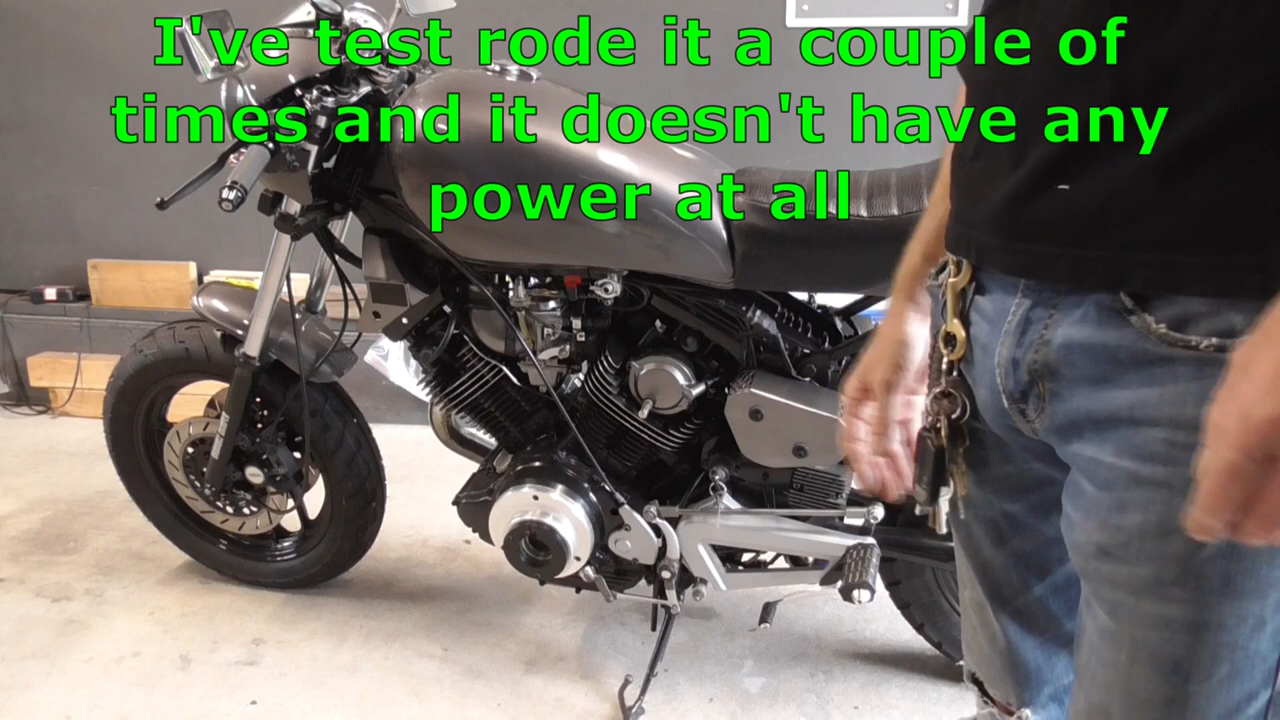 I've test rode it a couple of
times and it doesn't have any
power at all